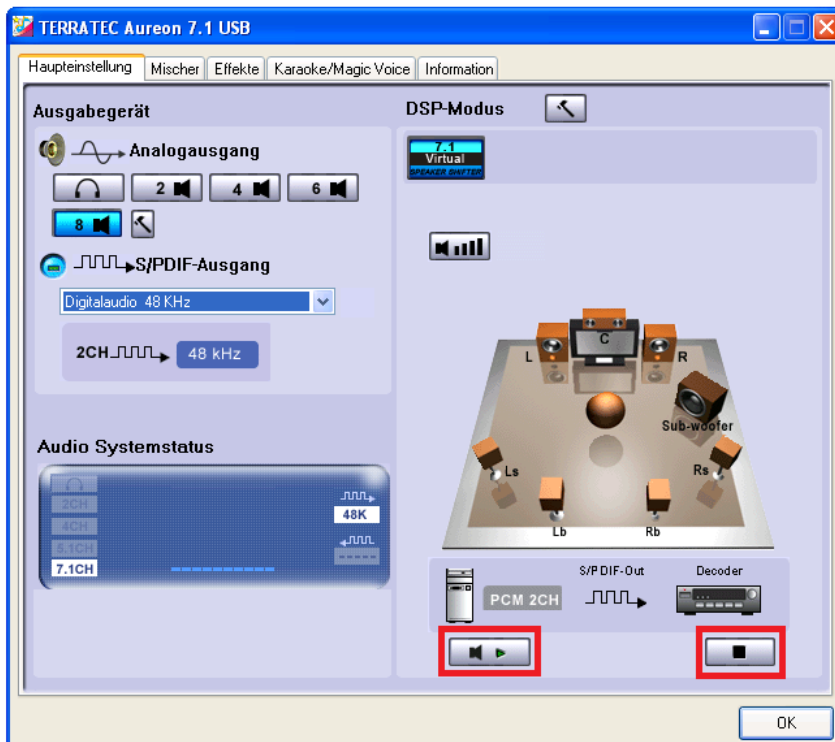 TERRATEC Aureon 7.1 USB
Haupteinstellung
Mischer
Effekte
Karaoke/Magic Voice
Information
Ausgabegerät
Analogausgang
2
4
6
8
S/PDIF-Ausgang
Digitalaudio 48 KHz
2CH
48 kHz
Audio Systemstatus
2CH
4CH
5.1CH
7.1CH
48K
-----
DSP-Modus
7.1
Virtual
SPEAKER SHIFTER
L
C
R
Sub-woofer
Ls
Rs
Lb
Rb
PCM 2CH
S/PDIF-Out
Decoder
OK